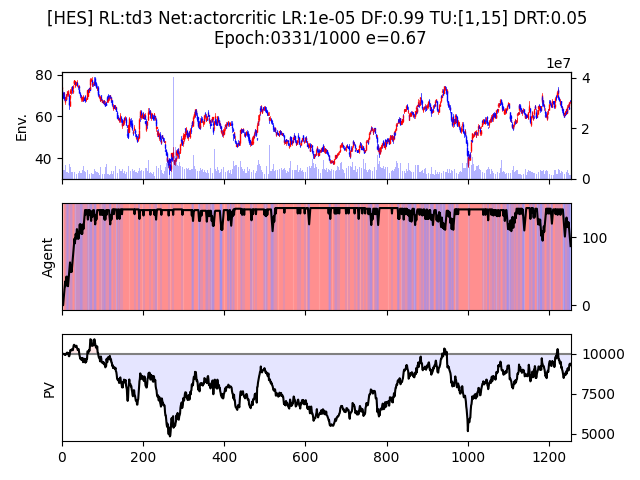 [HES] RL:td3 Net:actorcritic LR:1e-05 DF:0.99 TU:[1,15] DRT:0.05
Epoch:0331/1000 e=0.67
1e7
80
60
40
Env.
4
2
0
Agent
100
0
PV
10000
7500
5000
0 200 400 600 800 1000 1200